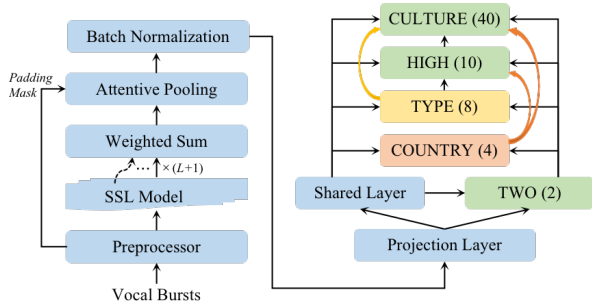 Batch Normalization
Padding
Mask
Attentive Pooling
Weighted Sum
... × (L+1)
SSL Model
Preprocessor
Vocal Bursts
CULTURE (40)
HIGH (10)
TYPE (8)
COUNTRY (4)
Shared Layer
TWO (2)
Projection Layer